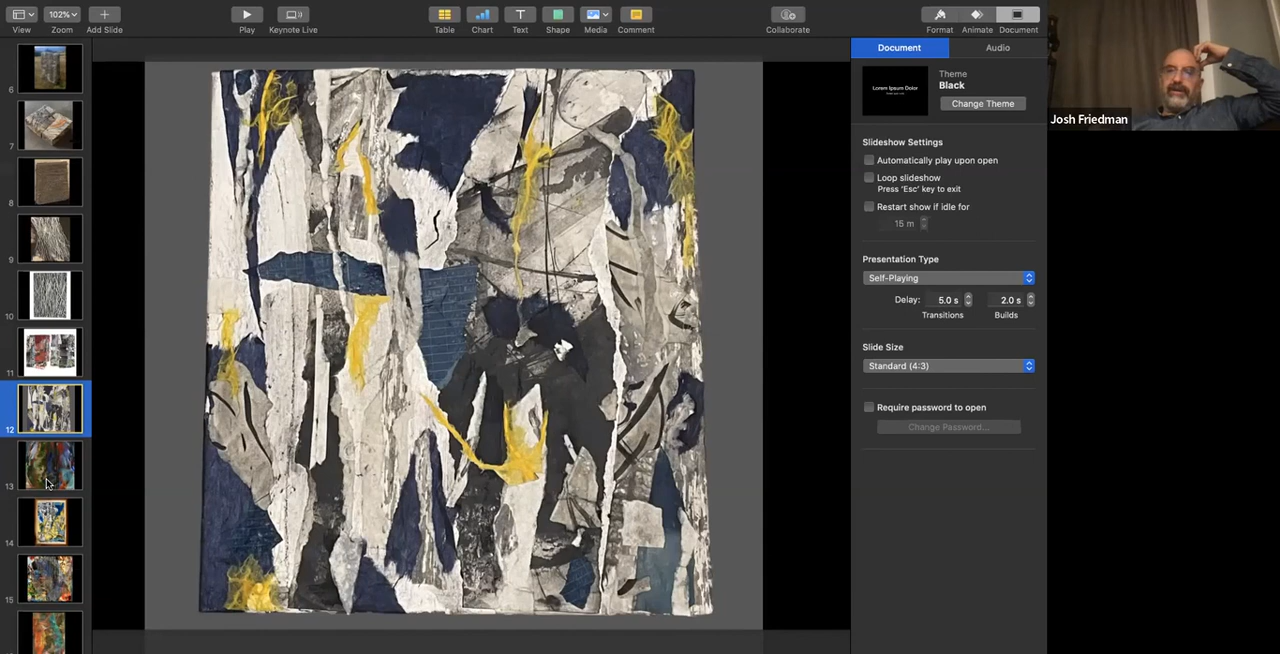 102%
View
Zoom
Add Slide
Play
Keynote Live
Table
Chart
Text
Shape
Media
Comment
Collaborate
Format
Animate
Document
Document
Audio
Lorem Ipsum Dolor
Theme
Black
Change Theme
Josh Friedman
Slideshow Settings
Automatically play upon open
Loop slideshow
Press 'Esc' key to exit
Restart show if idle for
15 m
Presentation Type
Self-Playing
Delay:
5.0 s
2.0 s
Transitions
Builds
Slide Size
Standard (4:3)
Require password to open
Change Password...
6
7
8
9
10
11
12
13
14
15